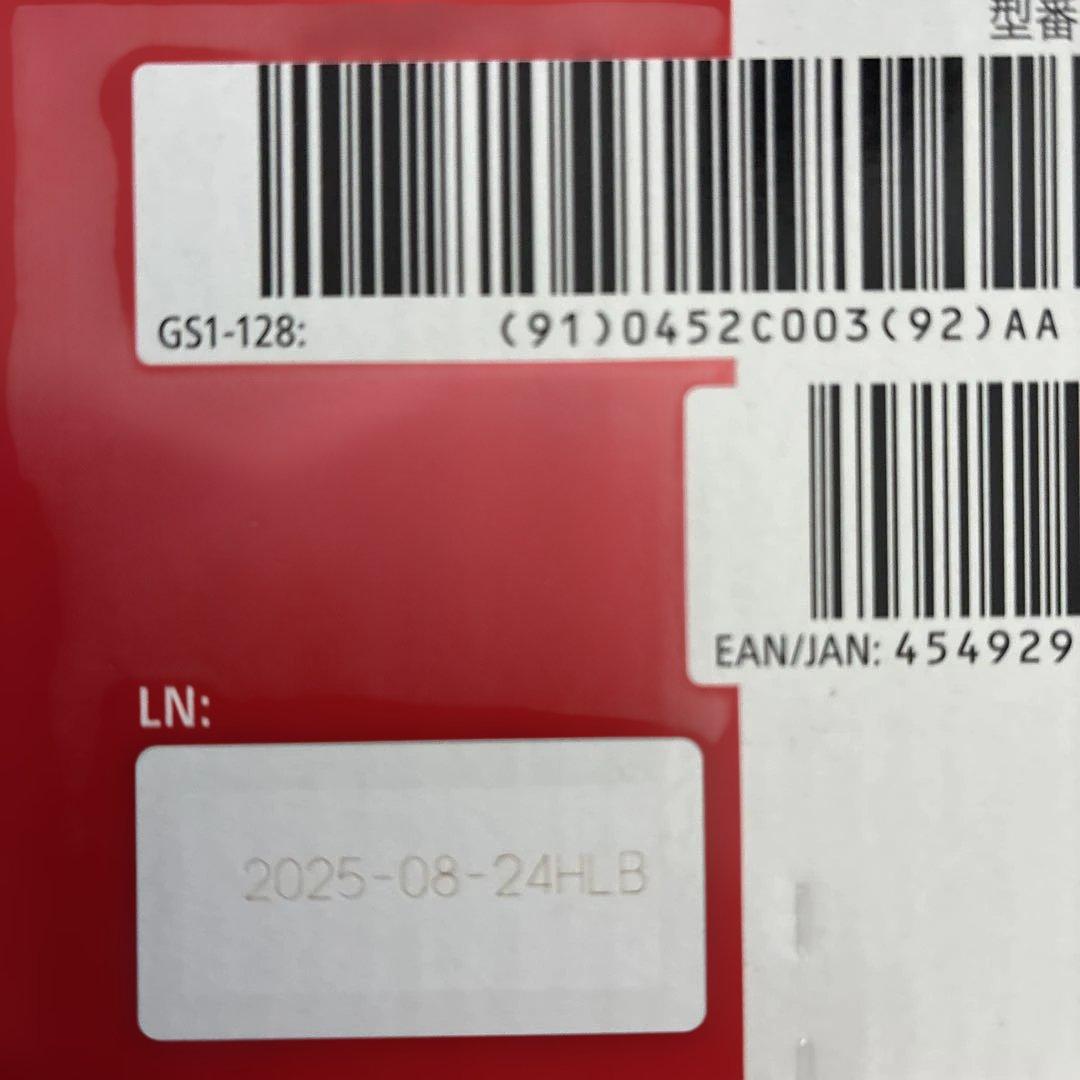 型番
GS1-128: (91)0452C003(92)AA
EAN/JAN: 454929
LN:
2025-08-24HLB